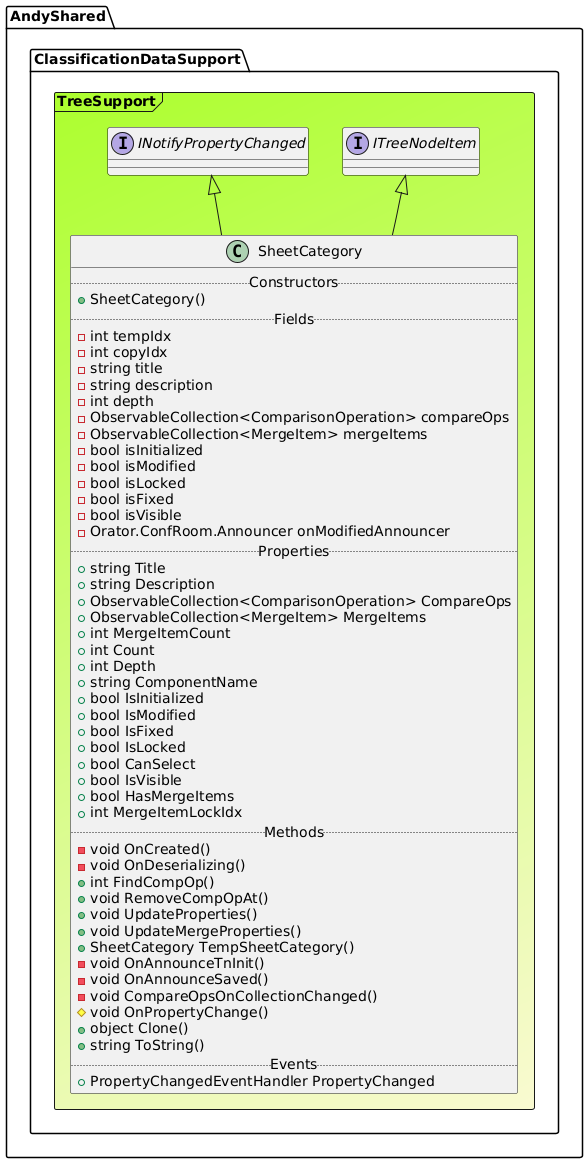 AndyShared
ClassificationDataSupport
TreeSupport
I INotifyPropertyChanged
I ITreeNodeItem
C SheetCategory
Constructors
SheetCategory()
Fields
int tempIdx
int copyIdx
string title
string description
int depth
ObservableCollection<ComparisonOperation> compareOps
ObservableCollection<MergeItem> mergeItems
bool isInitialized
bool isModified
bool isLocked
bool isFixed
bool isVisible
Orator.ConfRoom.Announcer onModifiedAnnouncer
Properties
string Title
string Description
ObservableCollection<ComparisonOperation> CompareOps
ObservableCollection<MergeItem> MergeItems
int MergeItemCount
int Count
int Depth
string ComponentName
bool IsInitialized
bool IsModified
bool IsFixed
bool IsLocked
bool CanSelect
bool IsVisible
bool HasMergeItems
int MergeItemLockIdx
Methods
void OnCreated()
void OnDeserializing()
int FindCompOp()
void RemoveCompOpAt()
void UpdateProperties()
void UpdateMergeProperties()
SheetCategory TempSheetCategory()
void OnAnnounceTnInit()
void OnAnnounceSaved()
void CompareOpsOnCollectionChanged()
void OnPropertyChange()
object Clone()
string ToString()
Events
PropertyChangedEventHandler PropertyChanged